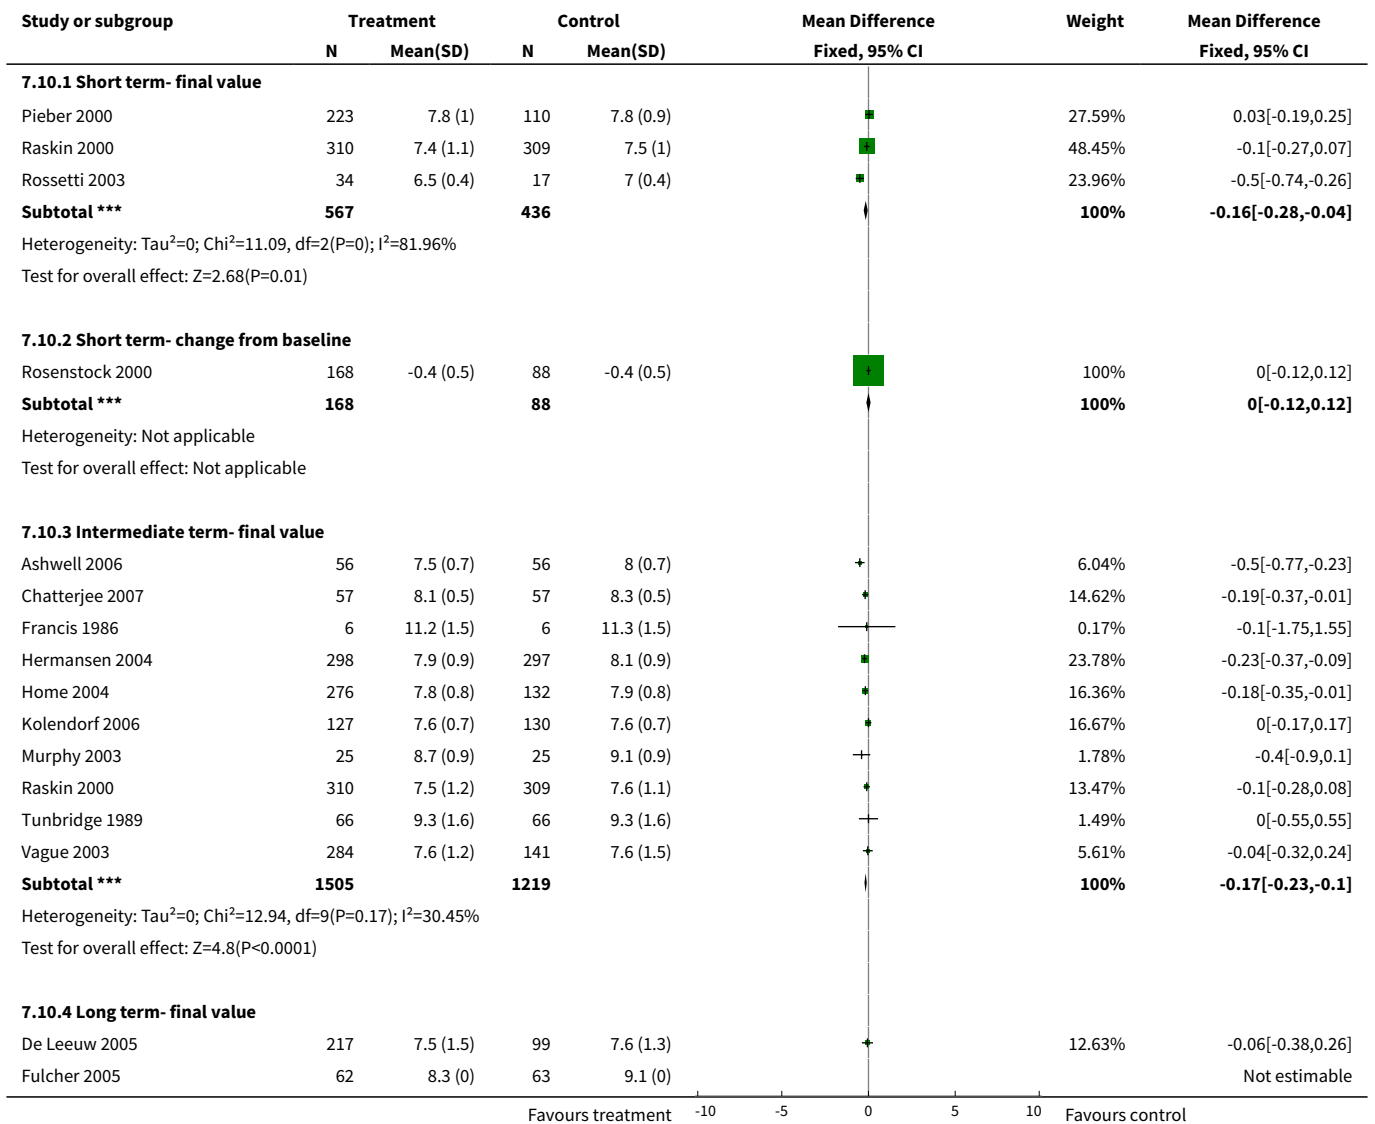 Study or subgroup Treatment Control Mean Difference Weight Mean Difference
N Mean(SD) N Mean(SD) Fixed, 95% CI Fixed, 95% CI
7.10.1 Short term- final value
Pieber 2000 223 7.8 (1) 110 7.8 (0.9) 27.59% 0.03[-0.19,0.25]
Raskin 2000 310 7.4 (1.1) 309 7.5 (1) 48.45% -0.1[-0.27,0.07]
Rossetti 2003 34 6.5 (0.4) 17 7 (0.4) 23.96% -0.5[-0.74,-0.26]
Subtotal *** 567 436 100% -0.16[-0.28,-0.04]
Heterogeneity: Tau²=0; Chi²=11.09, df=2(P=0); I²=81.96%
Test for overall effect: Z=2.68(P=0.01)
7.10.2 Short term- change from baseline
Rosenstock 2000 168 -0.4 (0.5) 88 -0.4 (0.5) 100% 0[-0.12,0.12]
Subtotal *** 168 88 100% 0[-0.12,0.12]
Heterogeneity: Not applicable
Test for overall effect: Not applicable
7.10.3 Intermediate term- final value
Ashwell 2006 56 7.5 (0.7) 56 8 (0.7) 6.04% -0.5[-0.77,-0.23]
Chatterjee 2007 57 8.1 (0.5) 57 8.3 (0.5) 14.62% -0.19[-0.37,-0.01]
Francis 1986 6 11.2 (1.5) 6 11.3 (1.5) 0.17% -0.1[-1.75,1.55]
Hermansen 2004 298 7.9 (0.9) 297 8.1 (0.9) 23.78% -0.23[-0.37,-0.09]
Home 2004 276 7.8 (0.8) 132 7.9 (0.8) 16.36% -0.18[-0.35,-0.01]
Kolendorf 2006 127 7.6 (0.7) 130 7.6 (0.7) 16.67% 0[-0.17,0.17]
Murphy 2003 25 8.7 (0.9) 25 9.1 (0.9) 1.78% -0.4[-0.9,0.1]
Raskin 2000 310 7.5 (1.2) 309 7.6 (1.1) 13.47% -0.1[-0.28,0.08]
Tunbridge 1989 66 9.3 (1.6) 66 9.3 (1.6) 1.49% 0[-0.55,0.55]
Vague 2003 284 7.6 (1.2) 141 7.6 (1.5) 5.61% -0.04[-0.32,0.24]
Subtotal *** 1505 1219 100% -0.17[-0.23,-0.1]
Heterogeneity: Tau²=0; Chi²=12.94, df=9(P=0.17); I²=30.45%
Test for overall effect: Z=4.8(P<0.0001)
7.10.4 Long term- final value
De Leeuw 2005 217 7.5 (1.5) 99 7.6 (1.3) 12.63% -0.06[-0.38,0.26]
Fulcher 2005 62 8.3 (0) 63 9.1 (0) Not estimable
Favours treatment -10 -5 0 5 10 Favours control